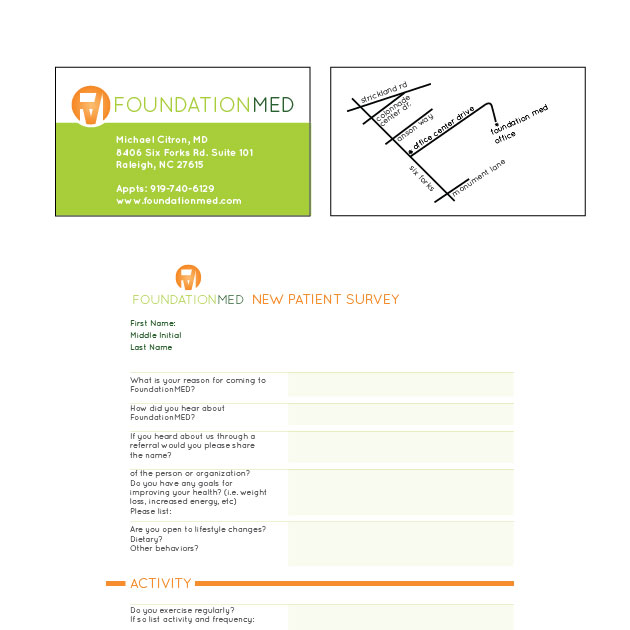 FOUNDATIONMED
Michael Citron, MD
8406 Six Forks Rd. Suite 101
Raleigh, NC 27615
Appts: 919-740-6129
www.foundationmed.com
strickland rd
colonnade
center dr.
anson way
office center drive
foundation med
office
six forks
monument lane
FOUNDATIONMED NEW PATIENT SURVEY
First Name:
Middle Initial
Last Name
What is your reason for coming to
FoundationMED?
How did you hear about
FoundationMED?
If you heard about us through a
referral would you please share
the name?
of the person or organization?
Do you have any goals for
improving your health? (i.e. weight
loss, increased energy, etc)
Please list:
Are you open to lifestyle changes?
Dietary?
Other behaviors?
ACTIVITY
Do you exercise regularly?
If so list activity and frequency: